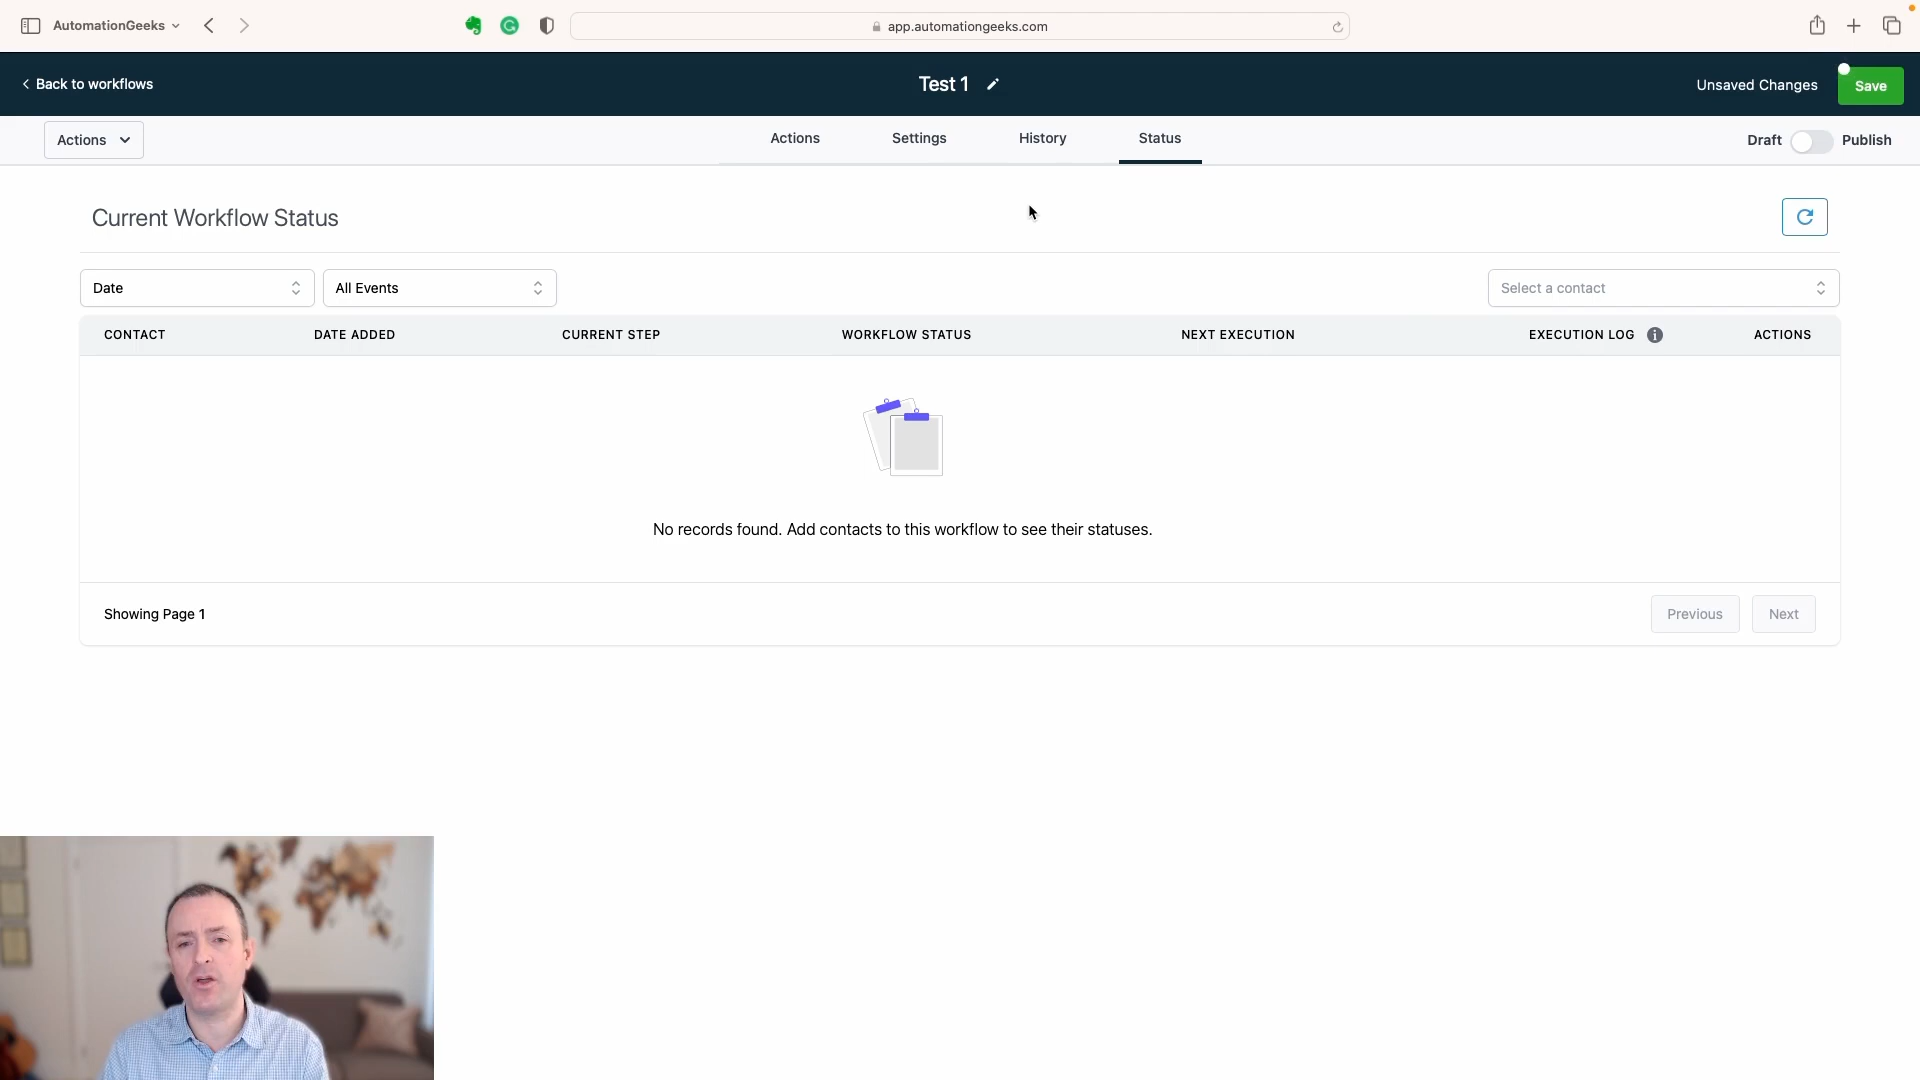 AutomationGeeks
app.automationgeeks.com
Back to workflows
Test 1
Unsaved Changes
Save
Actions
Actions
Settings
History
Status
Draft
Publish
Current Workflow Status
Date
All Events
Select a contact
CONTACT
DATE ADDED
CURRENT STEP
WORKFLOW STATUS
NEXT EXECUTION
EXECUTION LOG
ACTIONS
No records found. Add contacts to this workflow to see their statuses.
Showing Page 1
Previous
Next